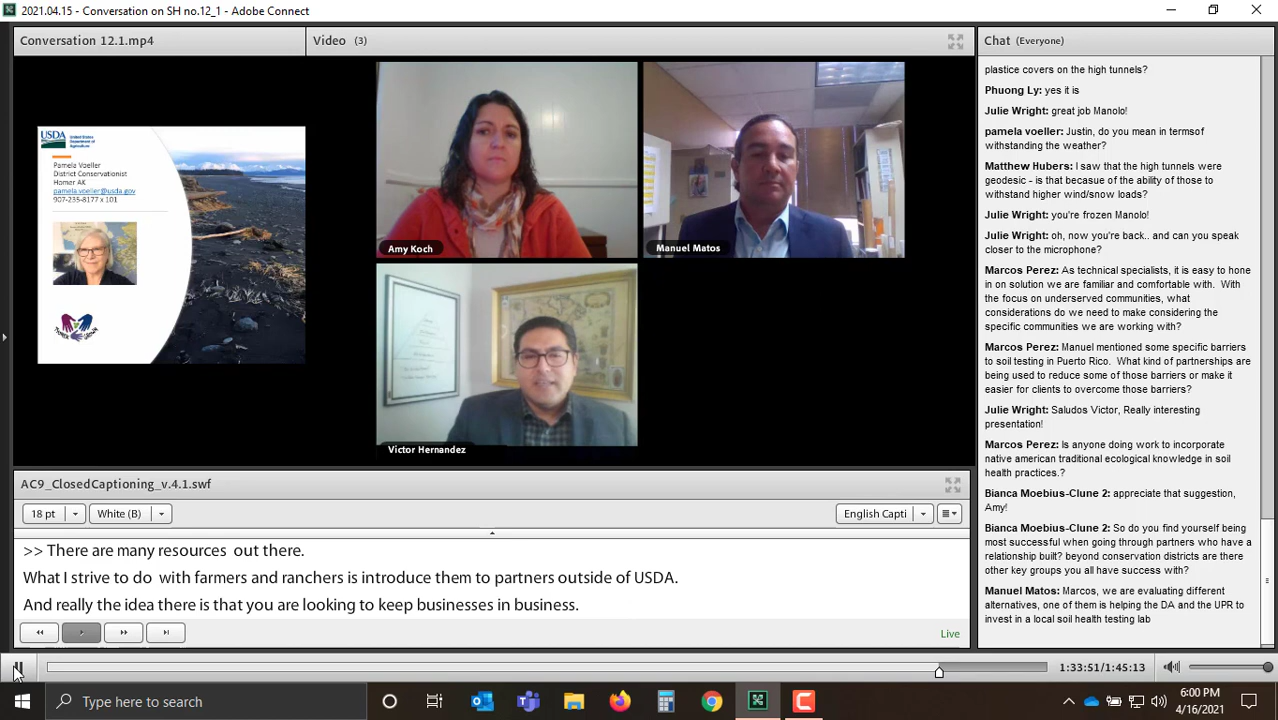 2021.04.15 - Conversation on SH no.12_1 - Adobe Connect
Conversation 12.1.mp4
Video (3)
USDA
United States
Department of
Agriculture
Pamela Voeller
District Conservationist
Homer AK
pamela.voeller@usda.gov
907-235-8177 x 101
Amy Koch
Manuel Matos
Victor Hernandez
AC9_ClosedCaptioning_v.4.1.swf
18 pt
White (B)
English Capti
>> There are many resources out there.
What I strive to do with farmers and ranchers is introduce them to partners outside of USDA.
And really the idea there is that you are looking to keep businesses in business.
Live
Chat (Everyone)
plastice covers on the high tunnels?
Phuong Ly: yes it is
Julie Wright: great job Manolo!
pamela voeller: Justin, do you mean in termsof
withstanding the weather?
Matthew Hubers: I saw that the high tunnels were
geodesic - is that becasue of the ability of those to
withstand higher wind/snow loads?
Julie Wright: you're frozen Manolo!
Julie Wright: oh, now you're back.. and can you speak
closer to the microphone?
Marcos Perez: As technical specialists, it is easy to hone
in on solution we are familiar and comfortable with. With
the focus on underserved communities, what
considerations do we need to make considering the
specific communities we are working with?
Marcos Perez: Manuel mentioned some specific barriers
to soil testing in Puerto Rico. What kind of partnerships are
being used to reduce some of those barriers or make it
easier for clients to overcome those barriers?
Julie Wright: Saludos Victor, Really interesting
presentation!
Marcos Perez: Is anyone doing work to incorporate
native american traditional ecological knowledge in soil
health practices.?
Bianca Moebius-Clune 2: appreciate that suggestion,
Amy!
Bianca Moebius-Clune 2: So do you find yourself being
most successful when going through partners who have a
relationship built? beyond conservation districts are there
other key groups you all have success with?
Manuel Matos: Marcos, we are evaluating different
alternatives, one of them is helping the DA and the UPR to
invest in a local soil health testing lab
1:33:51/1:45:13
Type here to search
6:00 PM
4/16/2021